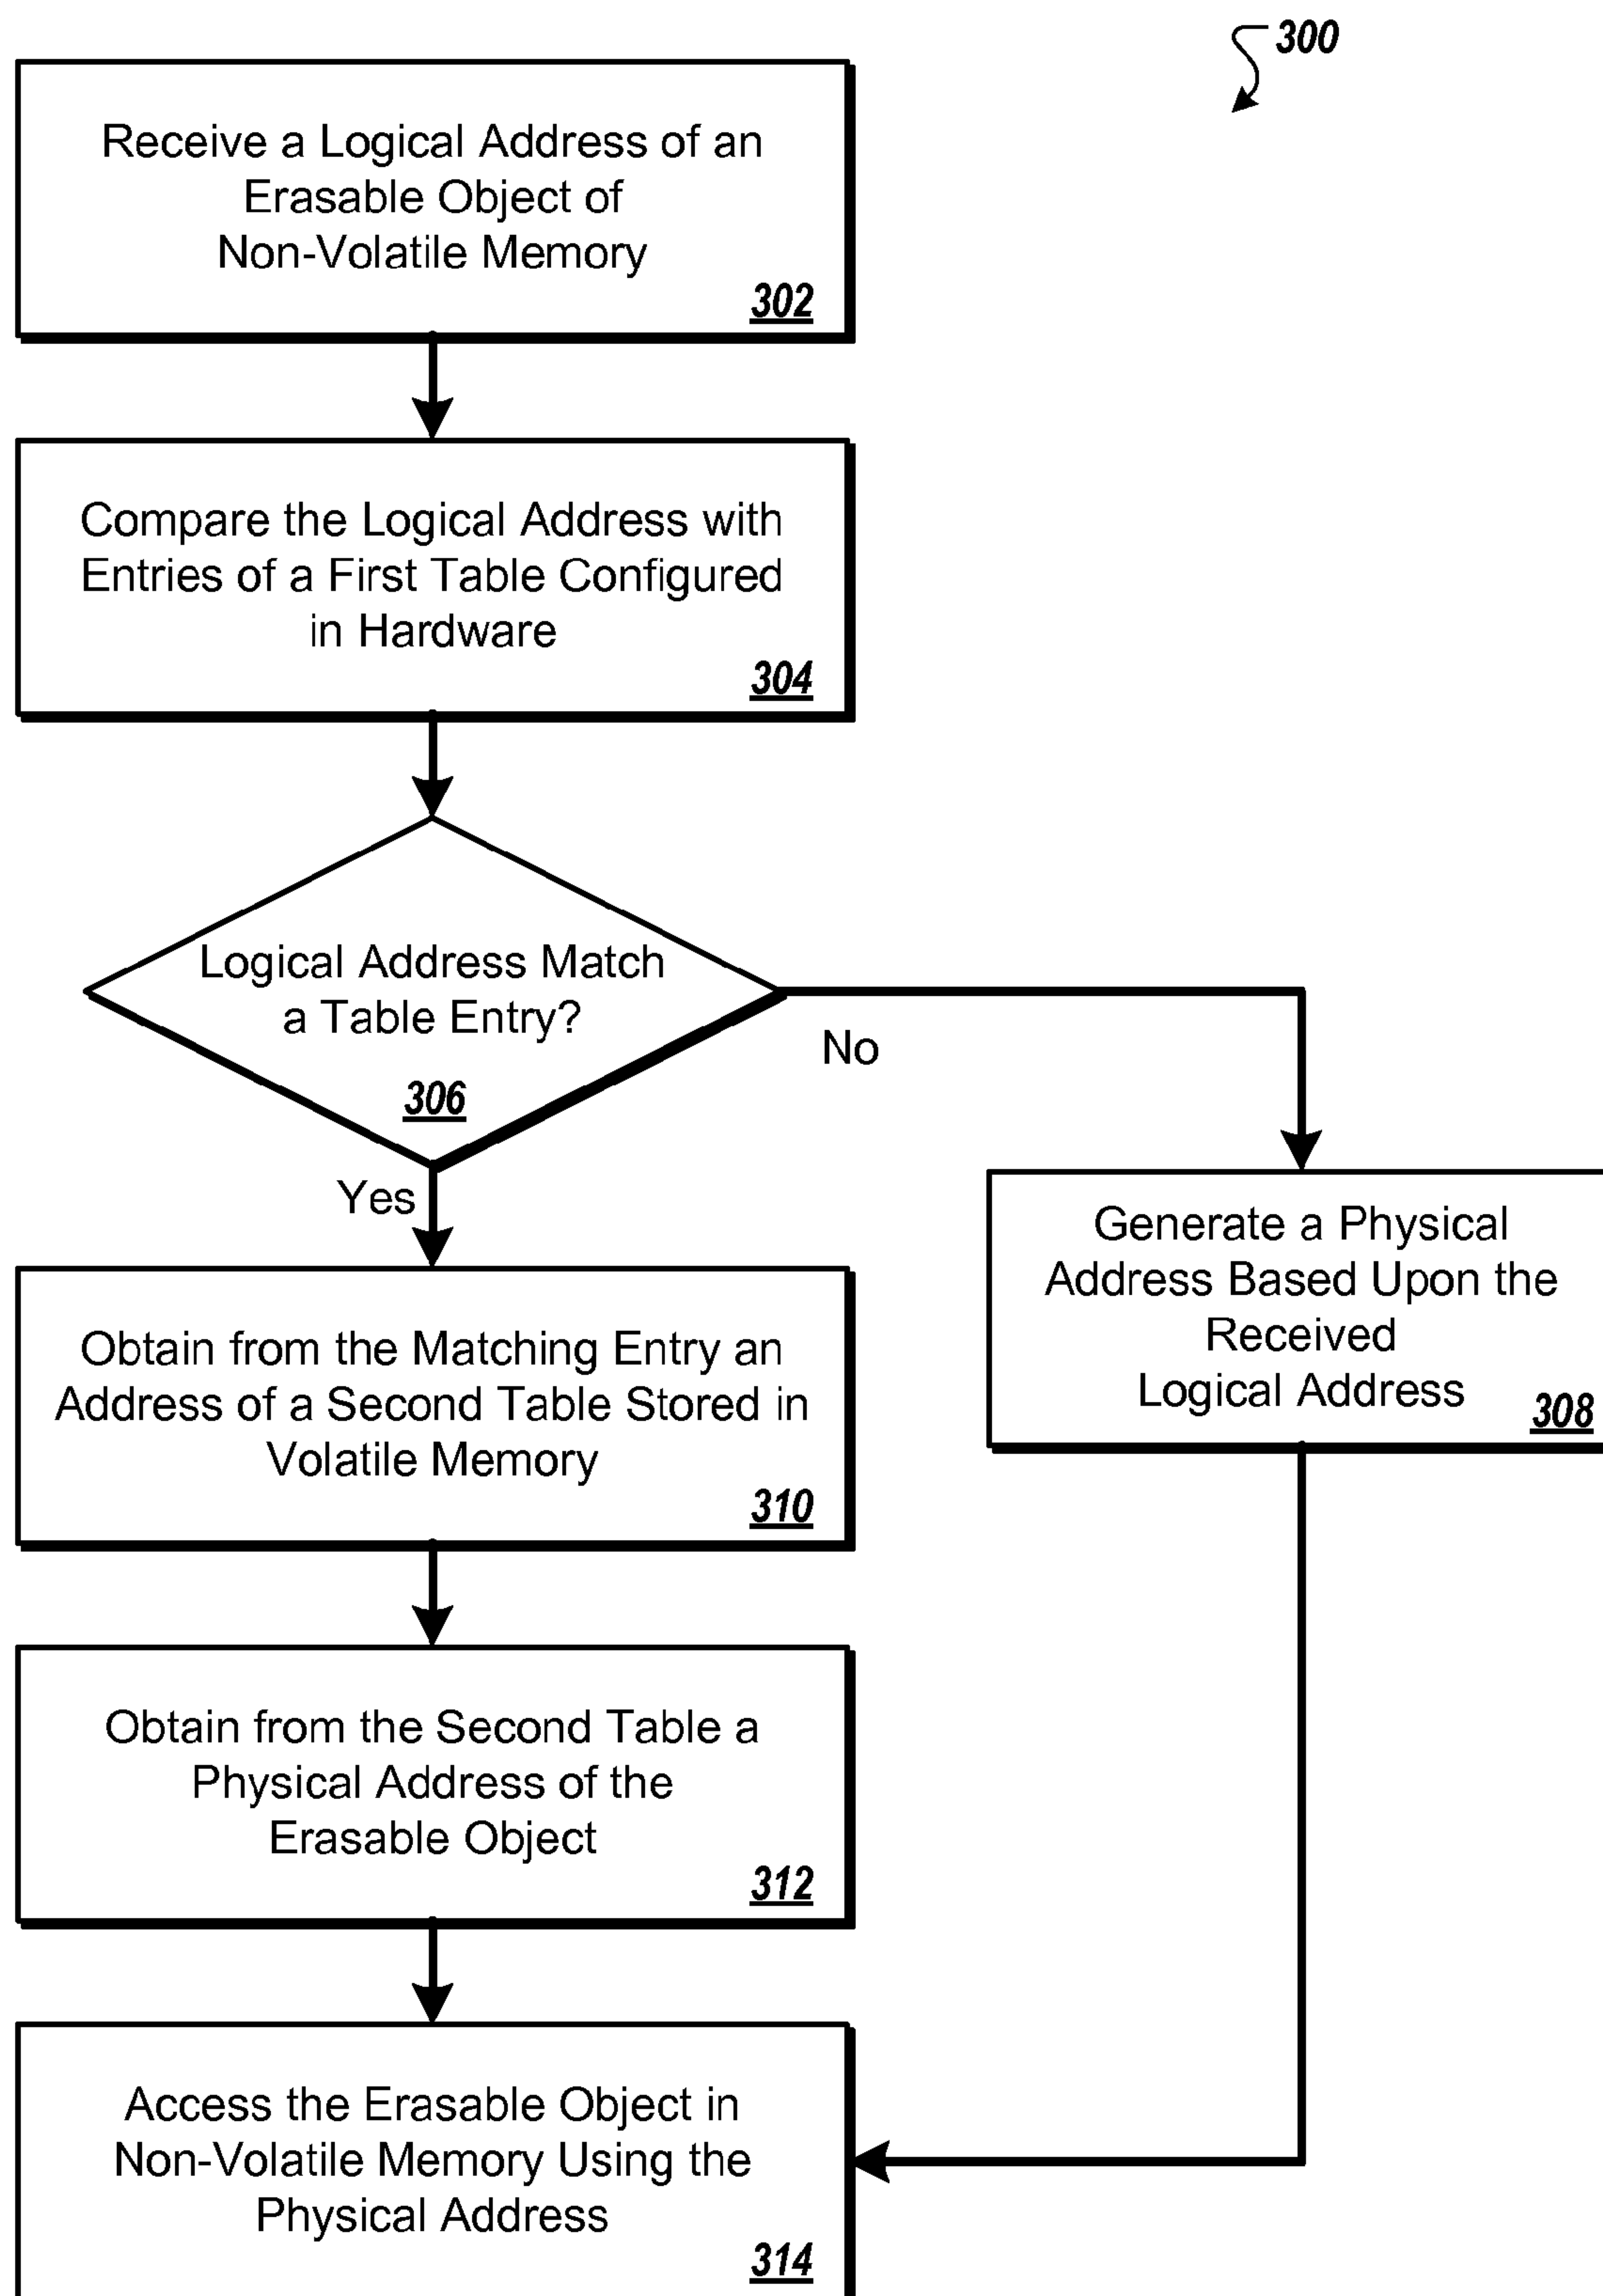 300
Receive a Logical Address of an
Erasable Object of
Non-Volatile Memory
302
Compare the Logical Address with
Entries of a First Table Configured
in Hardware
304
Logical Address Match
a Table Entry?
306
No
Yes
Generate a Physical
Address Based Upon the
Received
Logical Address
308
Obtain from the Matching Entry an
Address of a Second Table Stored in
Volatile Memory
310
Obtain from the Second Table a
Physical Address of the
Erasable Object
312
Access the Erasable Object in
Non-Volatile Memory Using the
Physical Address
314